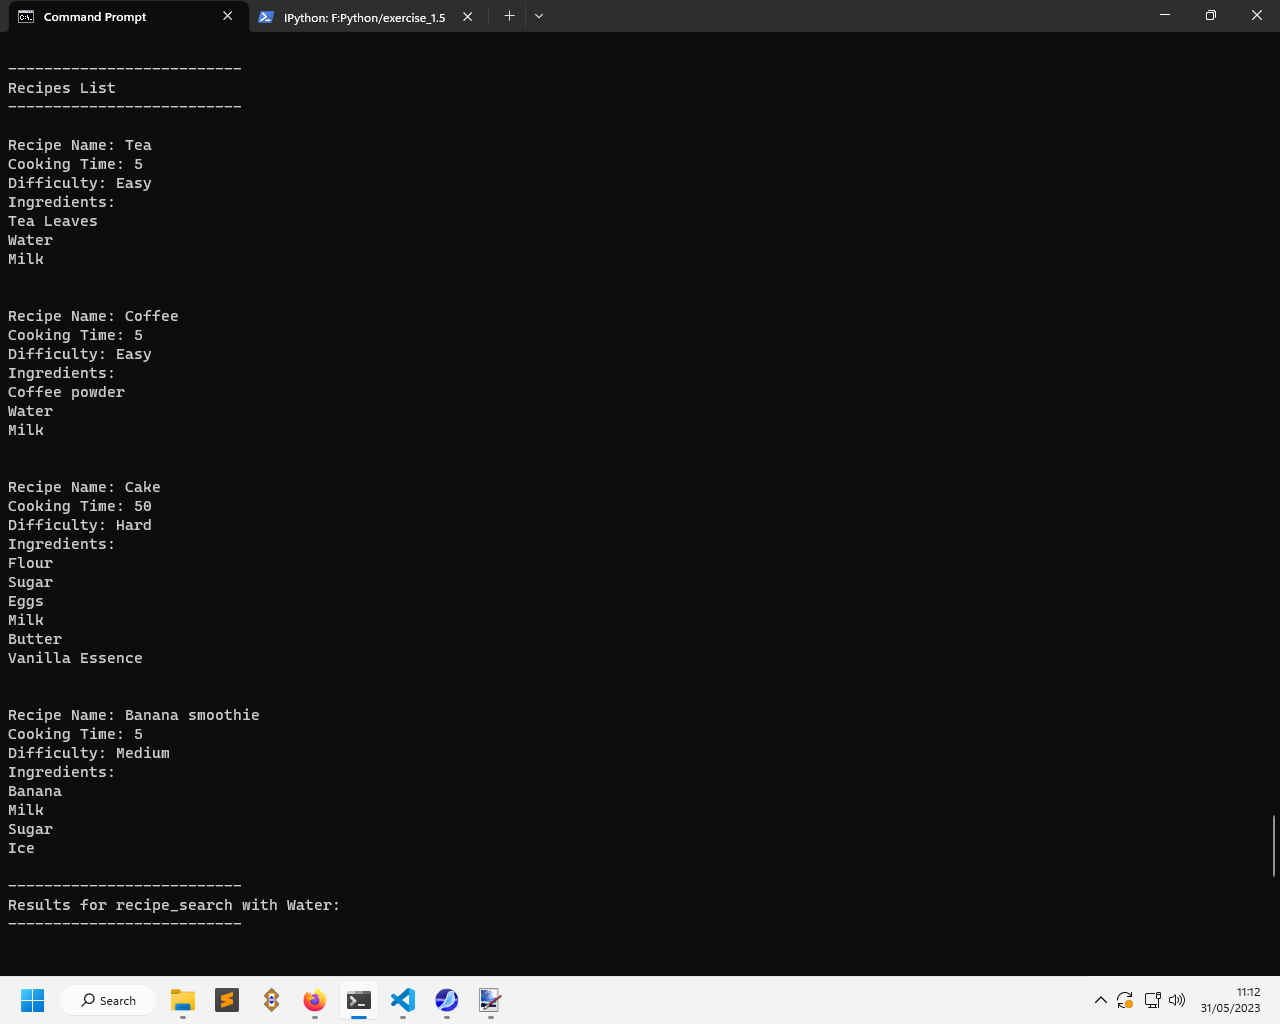 Command Prompt
IPython: F:Python/exercise_1.5
--------------------------
Recipes List
--------------------------
Recipe Name: Tea
Cooking Time: 5
Difficulty: Easy
Ingredients:
Tea Leaves
Water
Milk
Recipe Name: Coffee
Cooking Time: 5
Difficulty: Easy
Ingredients:
Coffee powder
Water
Milk
Recipe Name: Cake
Cooking Time: 50
Difficulty: Hard
Ingredients:
Flour
Sugar
Eggs
Milk
Butter
Vanilla Essence
Recipe Name: Banana smoothie
Cooking Time: 5
Difficulty: Medium
Ingredients:
Banana
Milk
Sugar
Ice
--------------------------
Results for recipe_search with Water:
--------------------------
Search
11:12
31/05/2023